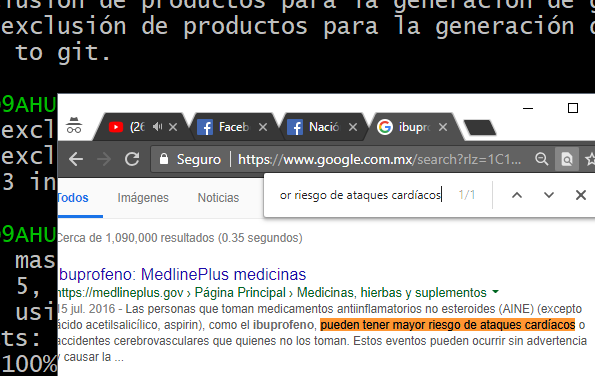 lusión de productos para la generación de g
exclusión de productos para la generación d
to git.
9AHU
excl
excl
3 in
9AHU
mas
5,
usi
ts:
100%
(26
Faceb
Nació
ibupro
Seguro
https://www.google.com.mx/search?rlz=1C1...
or riesgo de ataques cardíacos
1/1
Todos
Imágenes
Noticias
Cerca de 1,090,000 resultados (0.35 segundos)
Ibuprofeno: MedlinePlus medicinas
https://medlineplus.gov › Página Principal › Medicinas, hierbas y suplementos
15 jul. 2016 - Las personas que toman medicamentos antiinflamatorios no esteroides (AINE) (excepto
ácido acetilsalicílico, aspirin), como el ibuprofeno, pueden tener mayor riesgo de ataques cardíacos o
accidentes cerebrovasculares que quienes no los toman. Estos eventos pueden ocurrir sin advertencia
y causar la ...